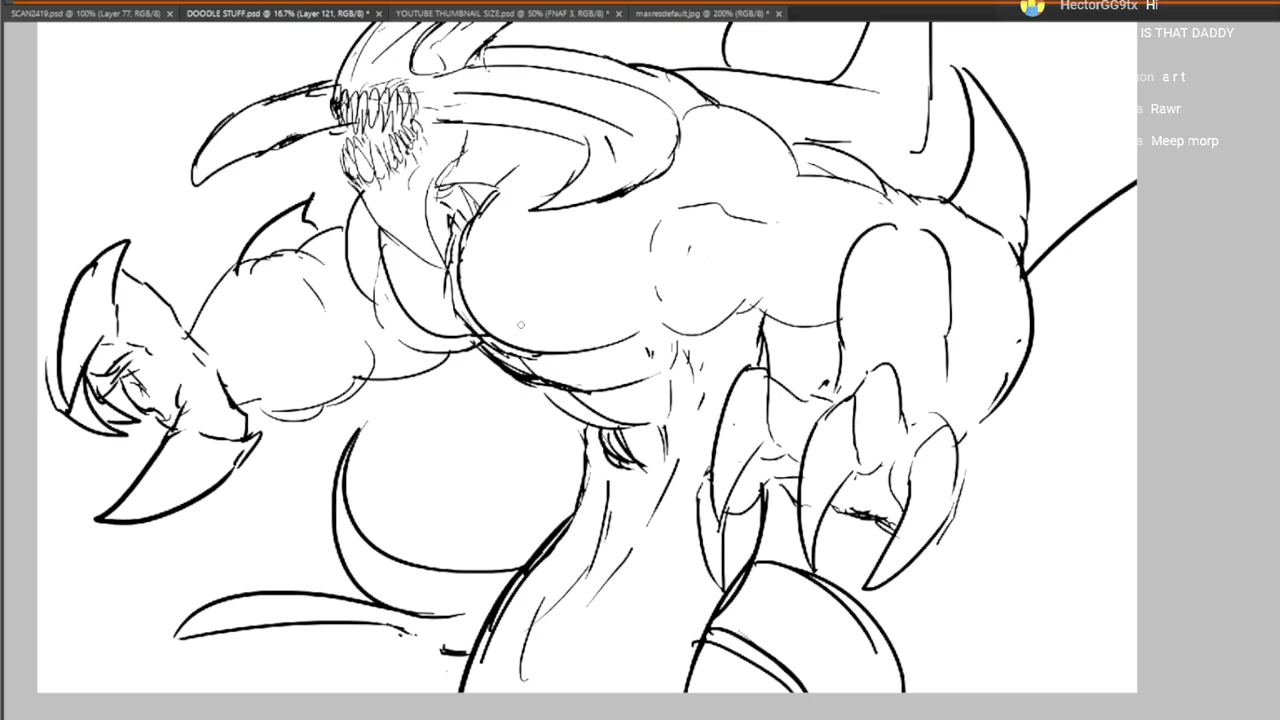 HectorGG9tx Hi
SCAN2419.psd @ 100% (Layer 77, RGB/8) × DOODLE STUFF.psd @ 16.7% (Layer 121, RGB/8) * × YOUTUBE THUMBNAIL SIZE.psd @ 50% (FNAF 3, RGB/8) * × maxresdefault.jpg @ 200% (RGB/8) * ×
IS THAT DADDY
on a r t
a Rawr
a Meep morp